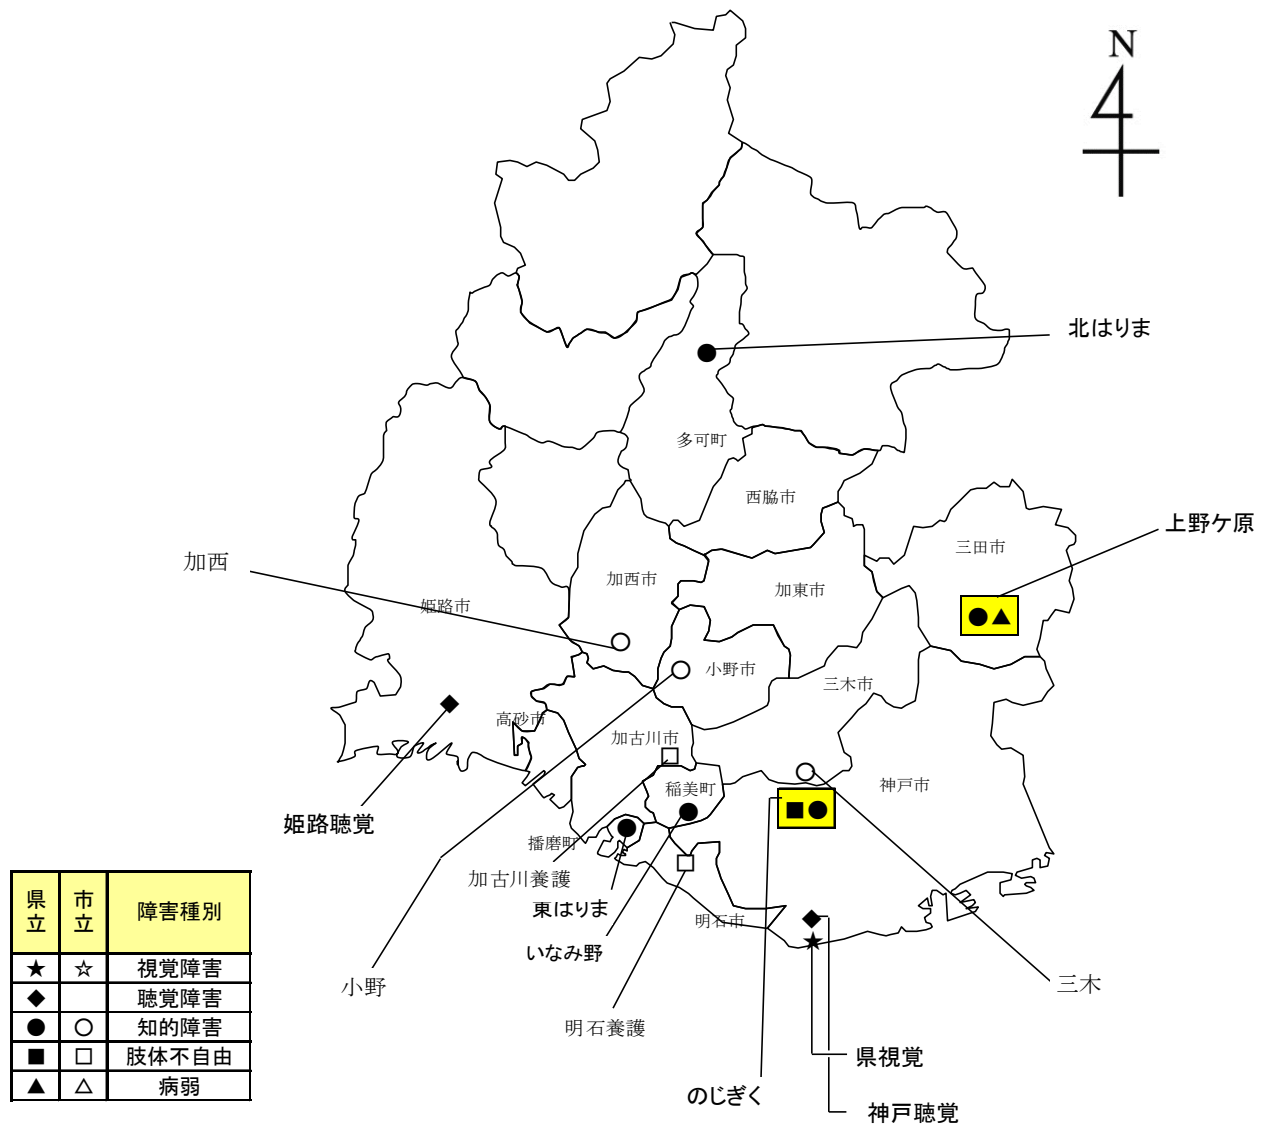 N
北はりま
多可町
西脇市
上野ケ原
三田市
加西
加西市
加東市
姫路市
小野市
三木市
高砂市
加古川市
稲美町
神戸市
姫路聴覚
播磨町
加古川養護
東はりま
明石市
いなみ野
小野
三木
明石養護
県視覚
のじぎく
神戸聴覚
県立 市立 障害種別
★ ☆ 視覚障害
◆ 聴覚障害
● ○ 知的障害
■ □ 肢体不自由
▲ △ 病弱